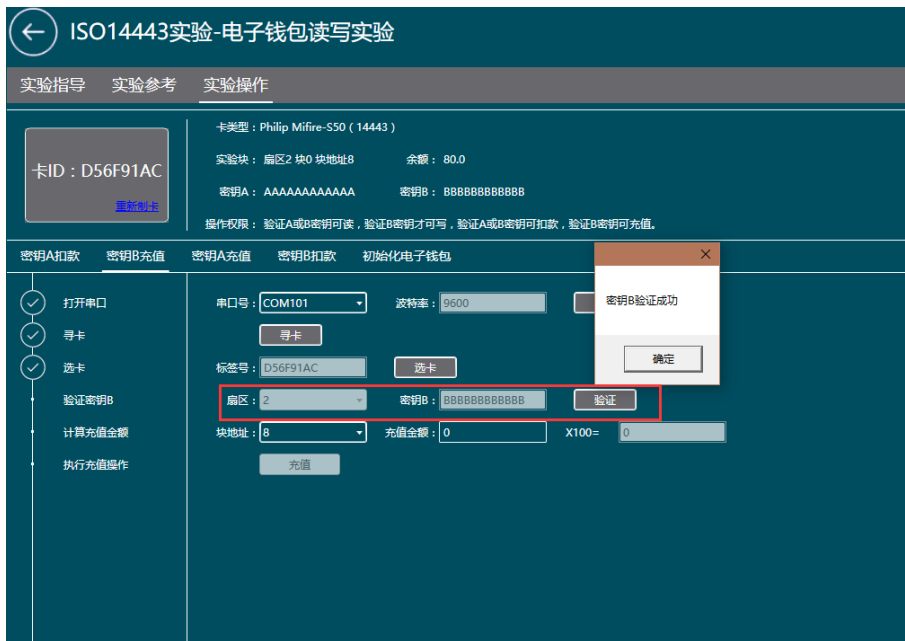 ISO14443实验-电子钱包读写实验
实验指导 实验参考 实验操作
卡类型：Philip Mifire-S50（14443）
实验块： 扇区2 块0 块地址8 余额： 80.0
卡ID：D56F91AC
密钥A： AAAAAAAAAAAA 密钥B： BBBBBBBBBBBB
重新制卡
操作权限： 验证A或B密钥可读，验证B密钥才可写，验证A或B密钥可扣款，验证B密钥可充值。
密钥A扣款 密钥B充值 密钥A充值 密钥B扣款 初始化电子钱包
密钥B验证成功
确定
打开串口 串口号： COM101 波特率： 9600
寻卡 寻卡
选卡 标签号： D56F91AC 选卡
验证密钥B 扇区： 2 密钥B： BBBBBBBBBBBB 验证
计算充值金额 块地址： 8 充值金额： 0 X100= 0
执行充值操作 充值